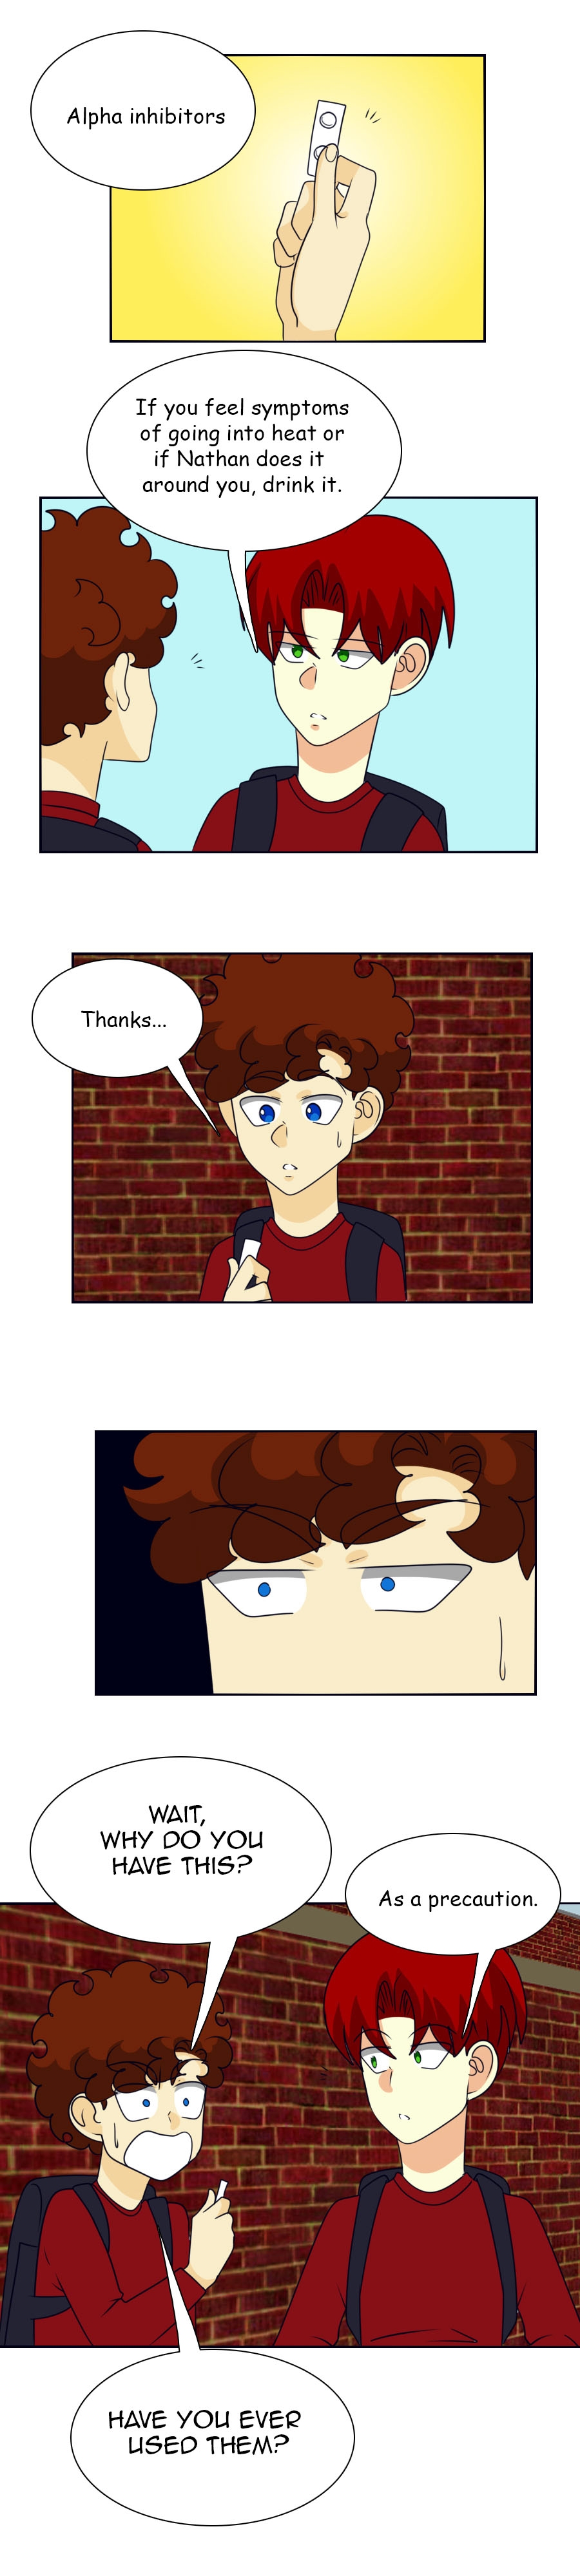 Alpha inhibitors
If you feel symptoms
of going into heat or
if Nathan does it
around you, drink it.
Thanks...
WAIT,
WHY DO YOU
HAVE THIS?
As a precaution.
HAVE YOU EVER
USED THEM?